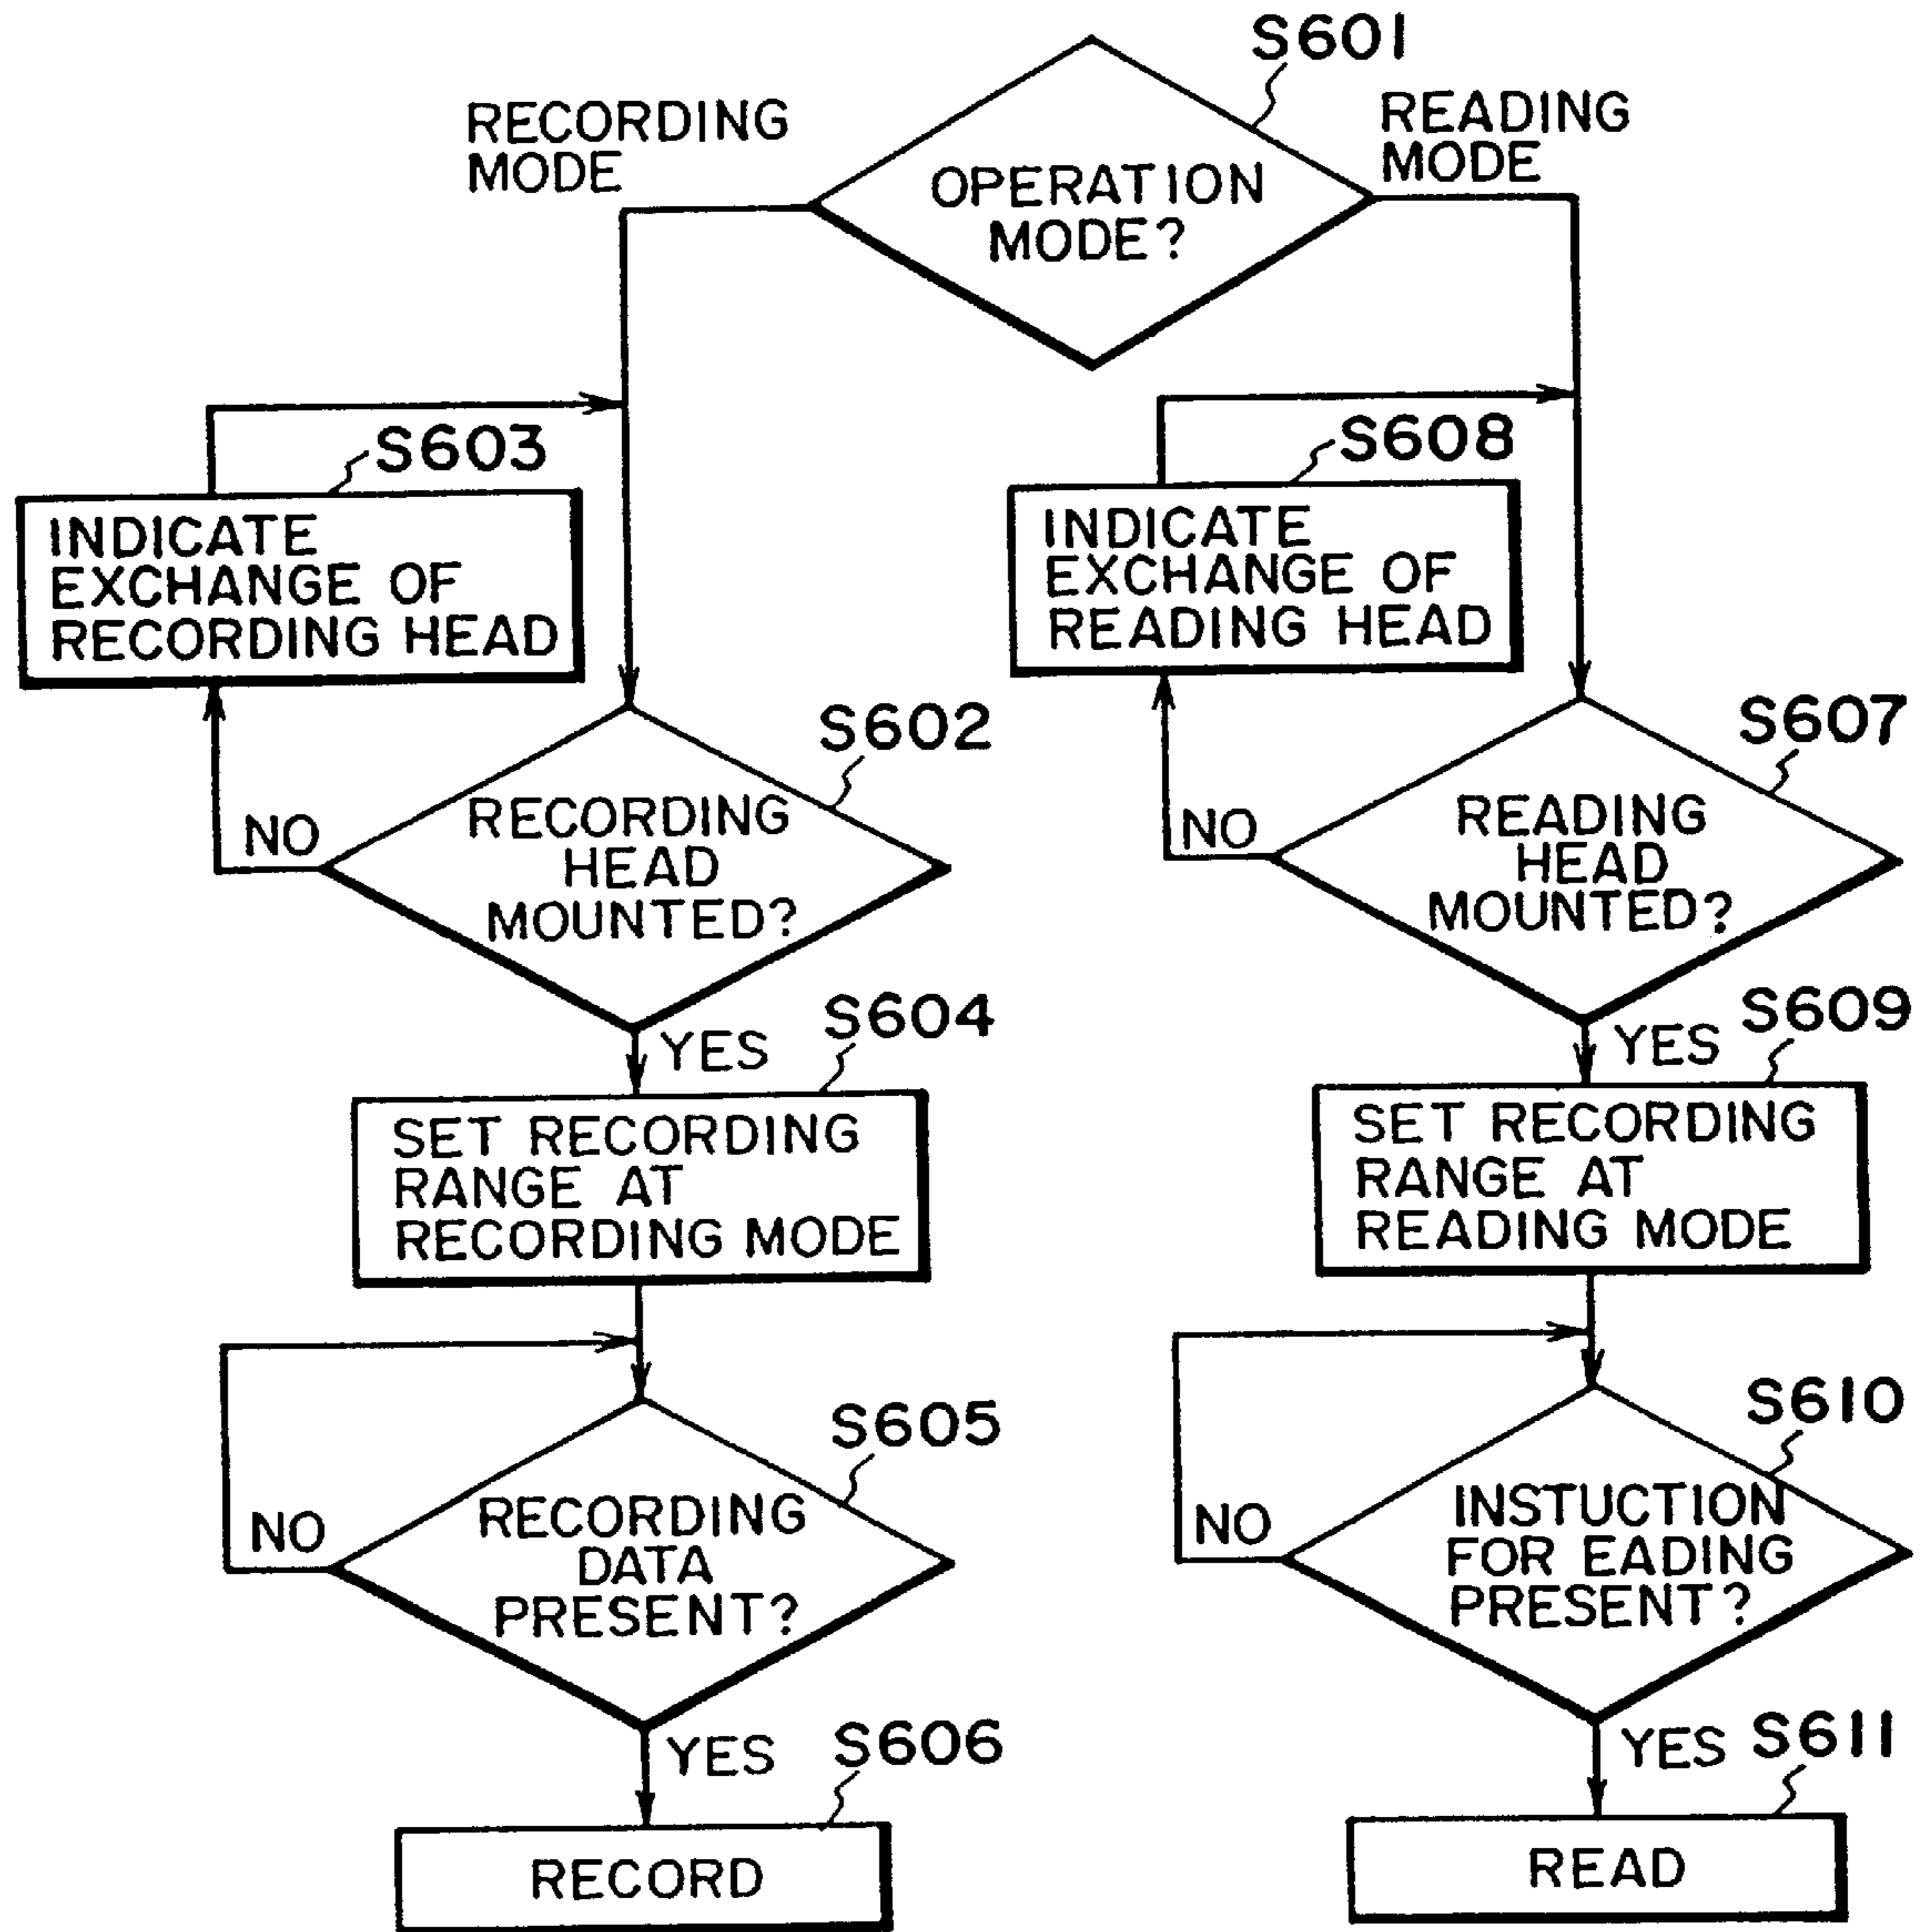 S601
RECORDING
MODE
READING
MODE
OPERATION
MODE?
S603
INDICATE
EXCHANGE OF
RECORDING HEAD
S608
INDICATE
EXCHANGE OF
READING HEAD
S602
RECORDING
HEAD
MOUNTED?
NO
S607
READING
HEAD
MOUNTED?
NO
YES
S604
SET RECORDING
RANGE AT
RECORDING MODE
YES
S609
SET RECORDING
RANGE AT
READING MODE
S605
RECORDING
DATA
PRESENT?
NO
S610
INSTUCTION
FOR EADING
PRESENT?
NO
YES
S606
RECORD
YES
S611
READ